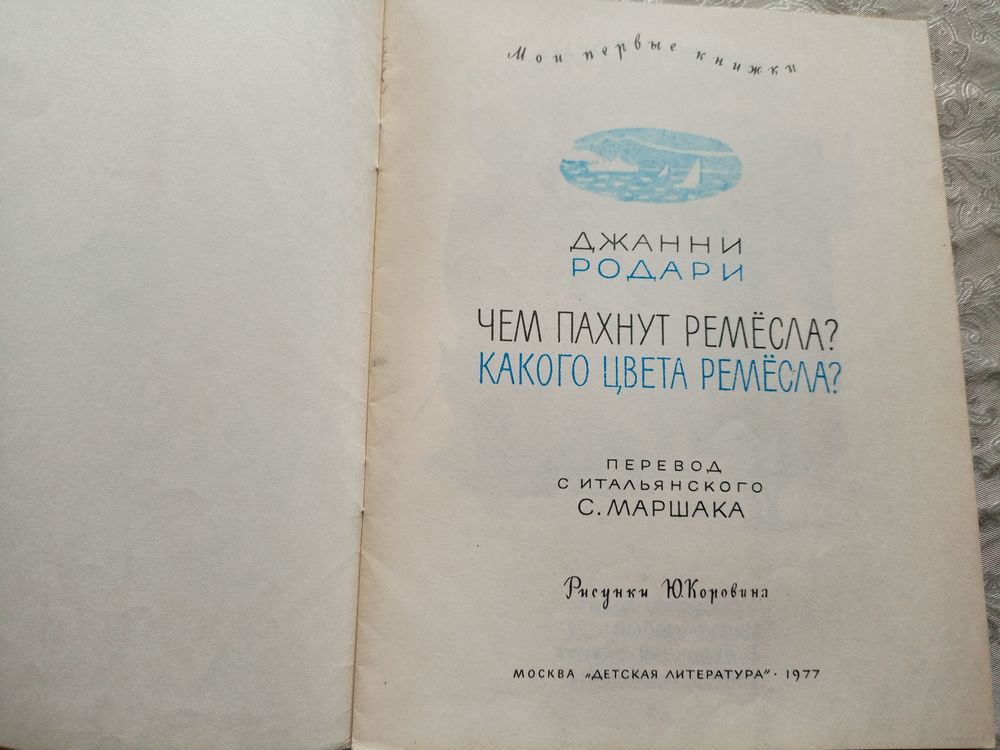 Мои первые книжки
ДЖАННИ
РОДАРИ
ЧЕМ ПАХНУТ РЕМЁСЛА?
КАКОГО ЦВЕТА РЕМЁСЛА?
ПЕРЕВОД
С ИТАЛЬЯНСКОГО
С. МАРШАКА
Рисунки Ю. Коровина
МОСКВА „ДЕТСКАЯ ЛИТЕРАТУРА“ · 1977